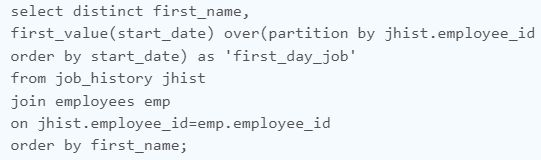 select distinct first_name,
first_value(start_date) over(partition by jhist.employee_id
order by start_date) as 'first_day_job'
from job_history jhist
join employees emp
on jhist.employee_id=emp.employee_id
order by first_name;